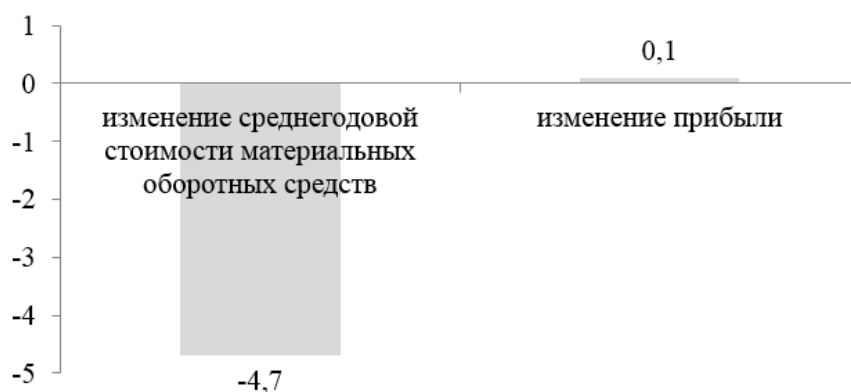 1
0,1
0
изменение среднегодовой
стоимости материальных
оборотных средств
изменение прибыли
-1
-2
-3
-4
-5
-4,7